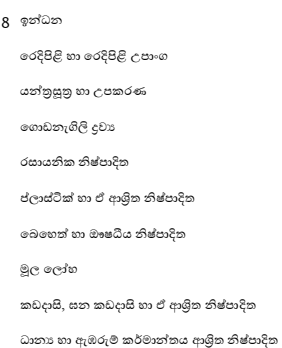 8 ඉන්ධන
රෙදිපිළි හා රෙදිපිළි උපාංග
යන්ත්‍රසූත්‍ර හා උපකරණ
ගොඩනැගිලි ද්‍රව්‍ය
රසායනික නිෂ්පාදිත
ප්ලාස්ටික් හා ඒ ආශ්‍රිත නිෂ්පාදිත
බෙහෙත් හා ඖෂධීය නිෂ්පාදිත
මූල ලෝහ
කඩදාසි, ඝන කඩදාසි හා ඒ ආශ්‍රිත නිෂ්පාදිත
ධාන්‍ය හා ඇඹරුම් කර්මාන්තය ආශ්‍රිත නිෂ්පාදිත